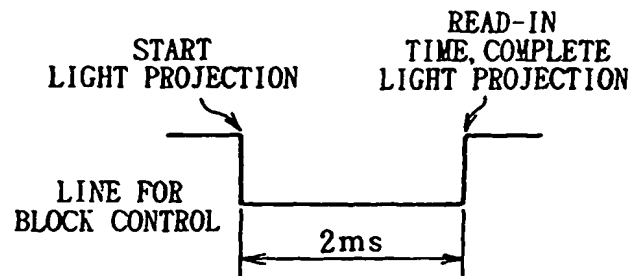 START
LIGHT PROJECTION
READ-IN
TIME, COMPLETE
LIGHT PROJECTION
LINE FOR
BLOCK CONTROL
2ms